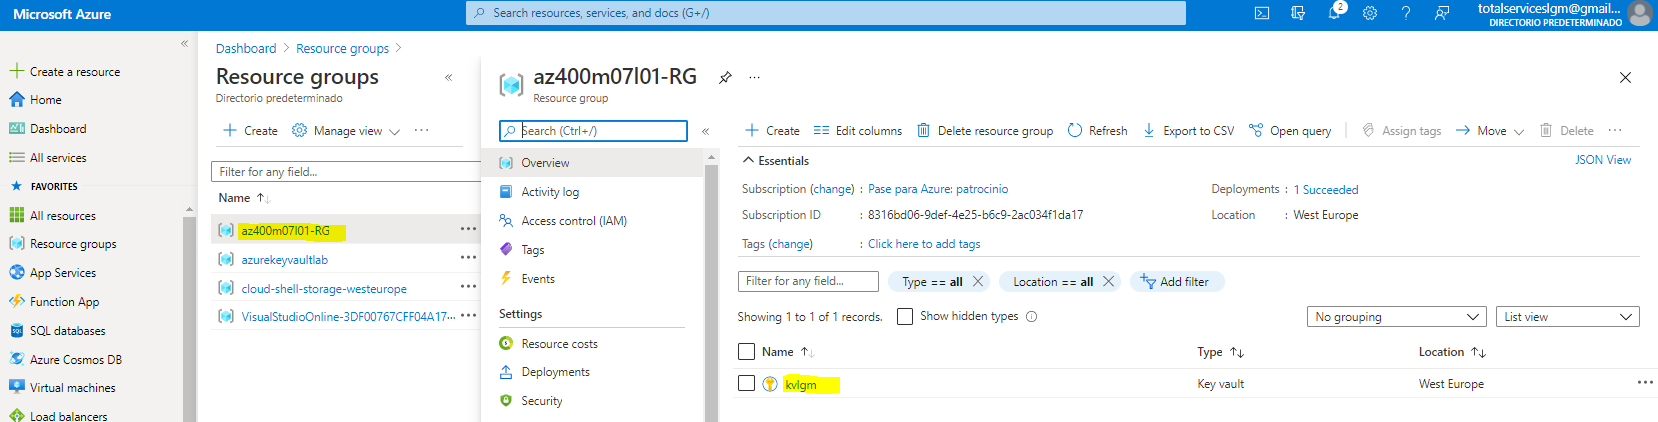 Microsoft Azure
Search resources, services, and docs (G+/)
2
totalserviceslgm@gmail...
DIRECTORIO PREDETERMINADO
«
Create a resource
Home
Dashboard
All services
FAVORITES
All resources
Resource groups
App Services
Function App
SQL databases
Azure Cosmos DB
Virtual machines
Load balancers
Dashboard > Resource groups >
Resource groups «
Directorio predeterminado
+ Create Manage view ...
Filter for any field...
Name ↑↓
az400m07l01-RG ...
azurekeyvaultlab ...
cloud-shell-storage-westeurope ...
VisualStudioOnline-3DF00767CFF04A17... ...
az400m07l01-RG ...
Resource group
Search (Ctrl+/) «
Overview
Activity log
Access control (IAM)
Tags
Events
Settings
Resource costs
Deployments
Security
+ Create Edit columns Delete resource group Refresh Export to CSV Open query Assign tags Move Delete ...
Essentials JSON View
Subscription (change) : Pase para Azure: patrocinio
Deployments : 1 Succeeded
Subscription ID : 8316bd06-9def-4e25-b6c9-2ac034f1da17
Location : West Europe
Tags (change) : Click here to add tags
Filter for any field... Type == all Location == all Add filter
Showing 1 to 1 of 1 records. Show hidden types No grouping List view
Name ↑↓ Type ↑↓ Location ↑↓
kvlgm Key vault West Europe ...